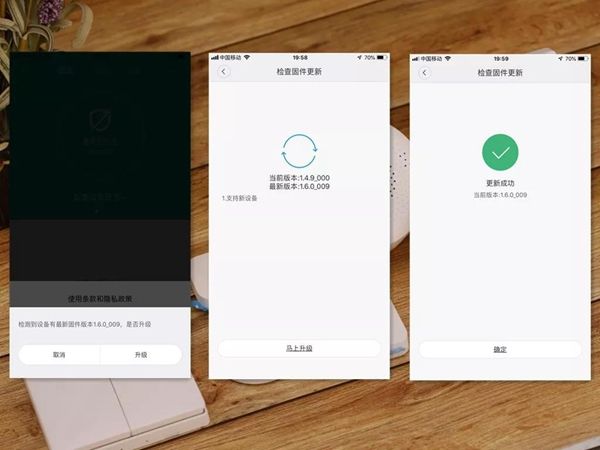 使用条款和隐私政策
检测到设备有最新固件版本1.6.0_009，是否升级
取消
升级
中国移动
19:58
70%
检查固件更新
当前版本:1.4.9_000
最新版本:1.6.0_009
1.支持新设备
马上升级
中国移动
19:59
70%
检查固件更新
更新成功
当前版本:1.6.0_009
确定